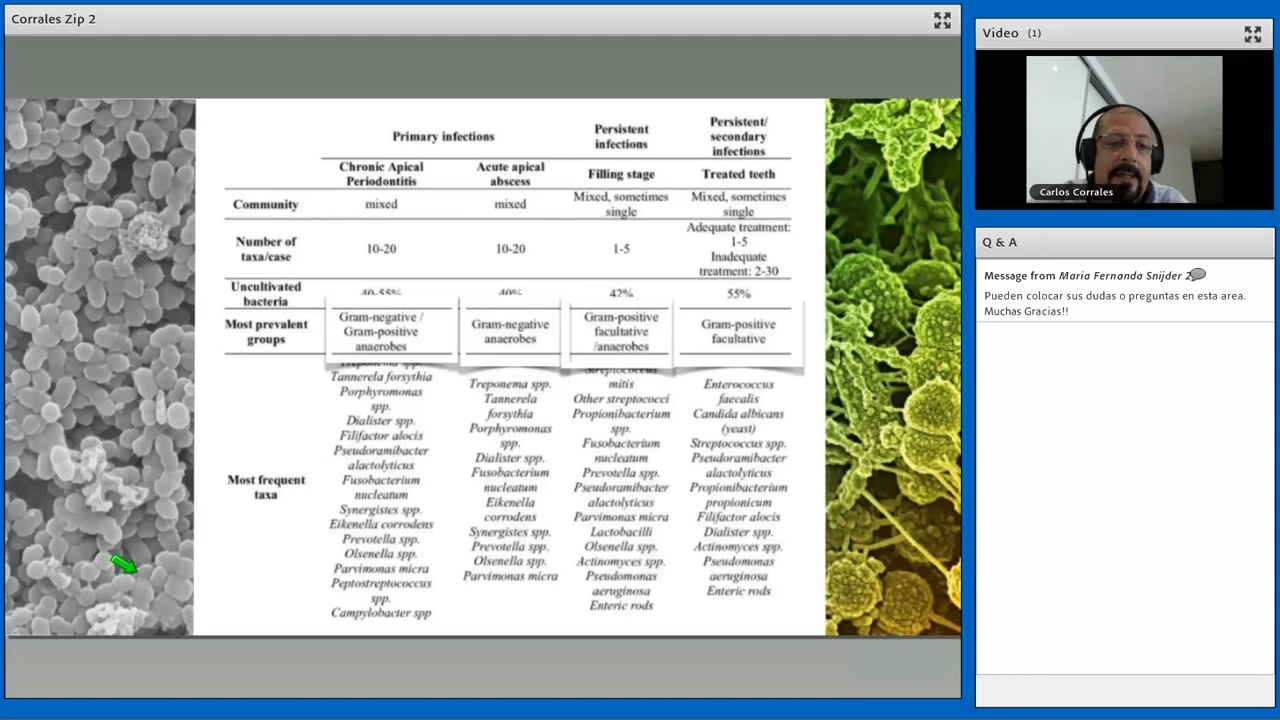 Corrales Zip 2
Primary infections
Persistent
infections
Persistent/
secondary
infections
Chronic Apical
Periodontitis
Acute apical
abscess
Filling stage
Treated teeth
Community
mixed
mixed
Mixed, sometimes
single
Mixed, sometimes
single
Number of
taxa/case
10-20
10-20
1-5
Adequate treatment:
1-5
Inadequate
treatment: 2-30
Uncultivated
bacteria
40-55%
40%
42%
55%
Most prevalent
groups
Gram-negative /
Gram-positive
anaerobes
Gram-negative
anaerobes
Gram-positive
facultative
/anaerobes
Gram-positive
facultative
Most frequent
taxa
Treponema spp.
Tannerela forsythia
Porphyromonas
spp.
Dialister spp.
Filifactor alocis
Pseudoramibacter
alactolyticus
Fusobacterium
nucleatum
Synergistes spp.
Eikenella corrodens
Prevotella spp.
Olsenella spp.
Parvimonas micra
Peptostreptococcus
spp.
Campylobacter spp
Treponema spp.
Tannerela
forsythia
Porphyromonas
spp.
Dialister spp.
Fusobacterium
nucleatum
Eikenella
corrodens
Synergistes spp.
Prevotella spp.
Olsenella spp.
Parvimonas micra
Streptococcus
mitis
Other streptococci
Propionibacterium
spp.
Fusobacterium
nucleatum
Prevotella spp.
Pseudoramibacter
alactolyticus
Parvimonas micra
Lactobacilli
Olsenella spp.
Actinomyces spp.
Pseudomonas
aeruginosa
Enteric rods
Enterococcus
faecalis
Candida albicans
(yeast)
Streptococcus spp.
Pseudoramibacter
alactolyticus
Propionibacterium
propionicum
Filifactor alocis
Dialister spp.
Actinomyces spp.
Pseudomonas
aeruginosa
Enteric rods
Video (1)
Carlos Corrales
Q & A
Message from Maria Fernanda Snijder 2
Pueden colocar sus dudas o preguntas en esta area.
Muchas Gracias!!